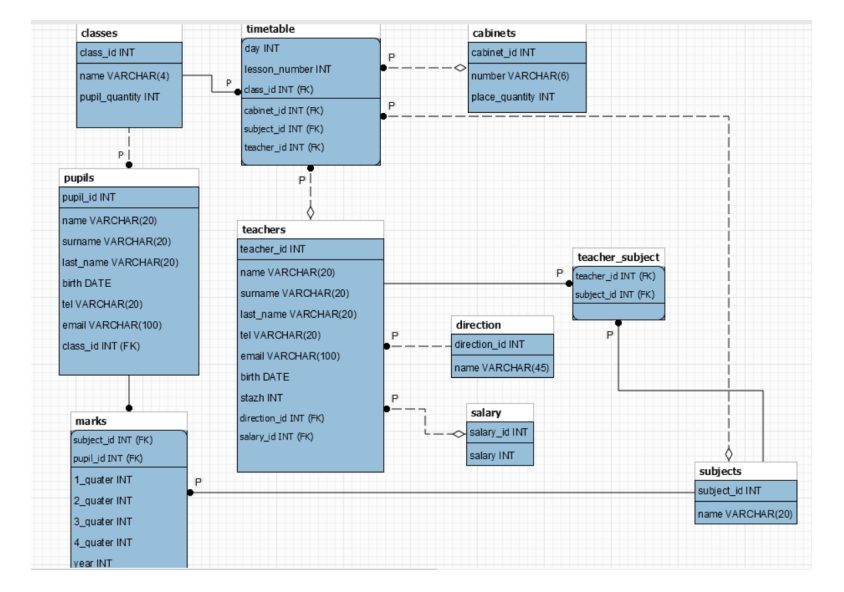 classes
class_id INT
name VARCHAR(4)
pupil_quantity INT
P
timetable
day INT
lesson_number INT
class_id INT (FK)
cabinet_id INT (FK)
subject_id INT (FK)
teacher_id INT (FK)
P
P
cabinets
cabinet_id INT
number VARCHAR(6)
place_quantity INT
P
P
pupils
pupil_id INT
name VARCHAR(20)
surname VARCHAR(20)
last_name VARCHAR(20)
birth DATE
tel VARCHAR(20)
email VARCHAR(100)
class_id INT (FK)
teachers
teacher_id INT
name VARCHAR(20)
surname VARCHAR(20)
last_name VARCHAR(20)
tel VARCHAR(20)
email VARCHAR(100)
birth DATE
stazh INT
direction_id INT (FK)
salary_id INT (FK)
P
P
P
teacher_subject
teacher_id INT (FK)
subject_id INT (FK)
P
direction
direction_id INT
name VARCHAR(45)
salary
salary_id INT
salary INT
marks
subject_id INT (FK)
pupil_id INT (FK)
1_quater INT
2_quater INT
3_quater INT
4_quater INT
year INT
P
subjects
subject_id INT
name VARCHAR(20)